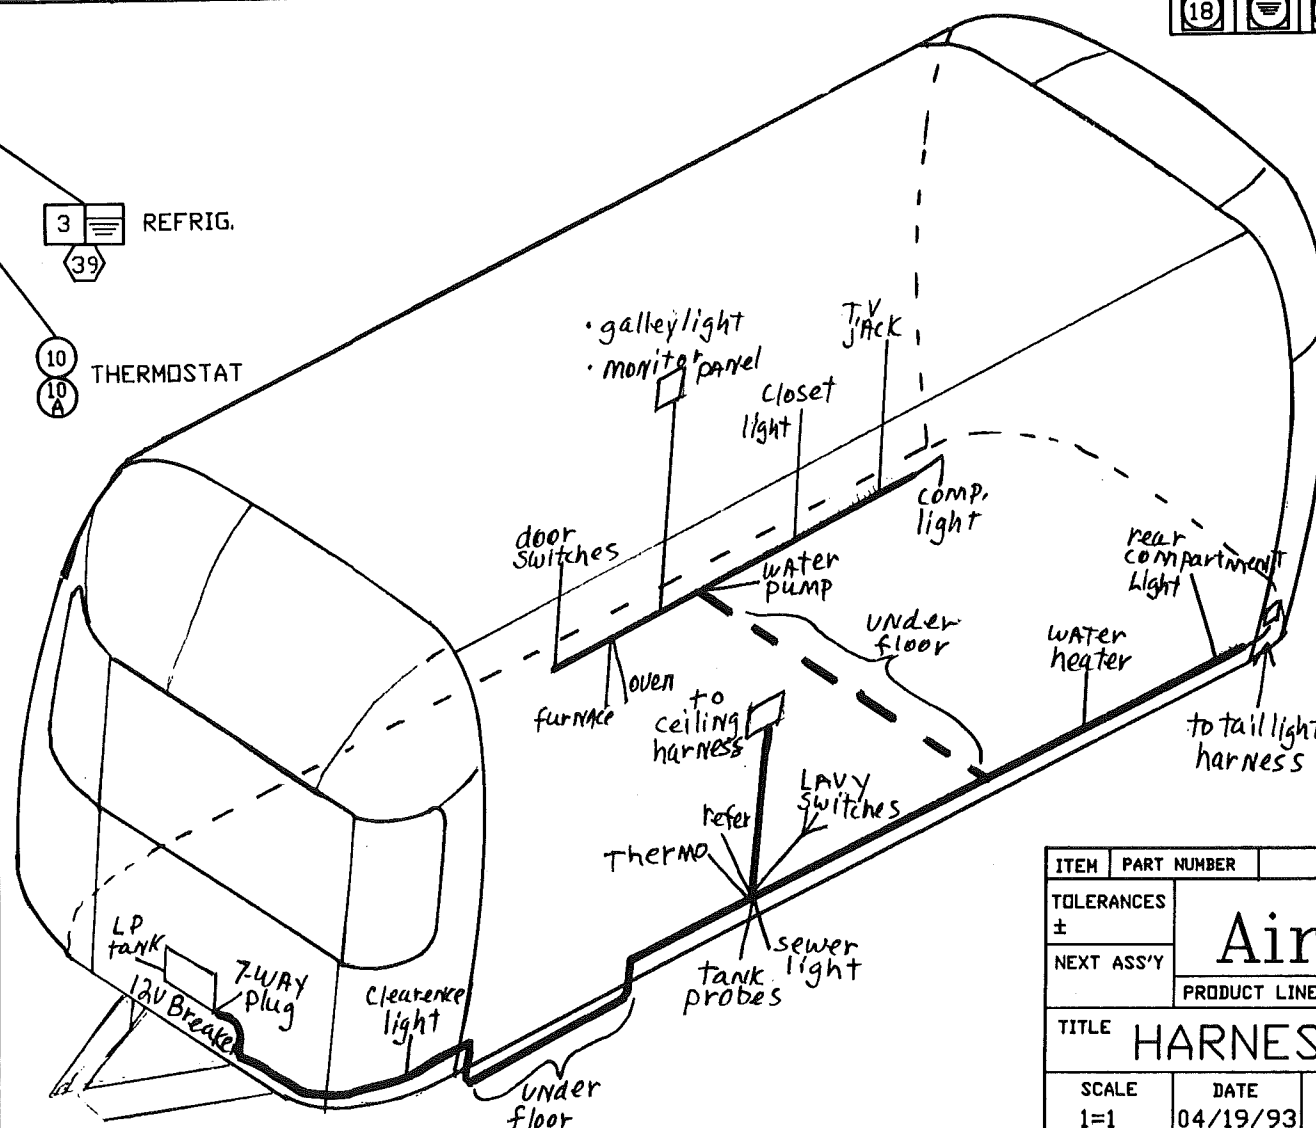 18
3
REFRIG.
39
10
10
A
THERMOSTAT
• galley light
• monitor panel
T.V
jack
Closet
light
comp.
light
door
switches
water
pump
under
floor
rear
compartment
Light
water
heater
oven
furnace
to
ceiling
harness
to tail light
harness
LAVY
switches
refer
Thermo
LP
tank
7-WAY
plug
12V Breaker
Clearence
light
sewer
light
tank
probes
under
floor
ITEM PART NUMBER
TOLERANCES
±
NEXT ASS'Y
Air
PRODUCT LINE
TITLE HARNES
SCALE
1=1
DATE
04/19/93